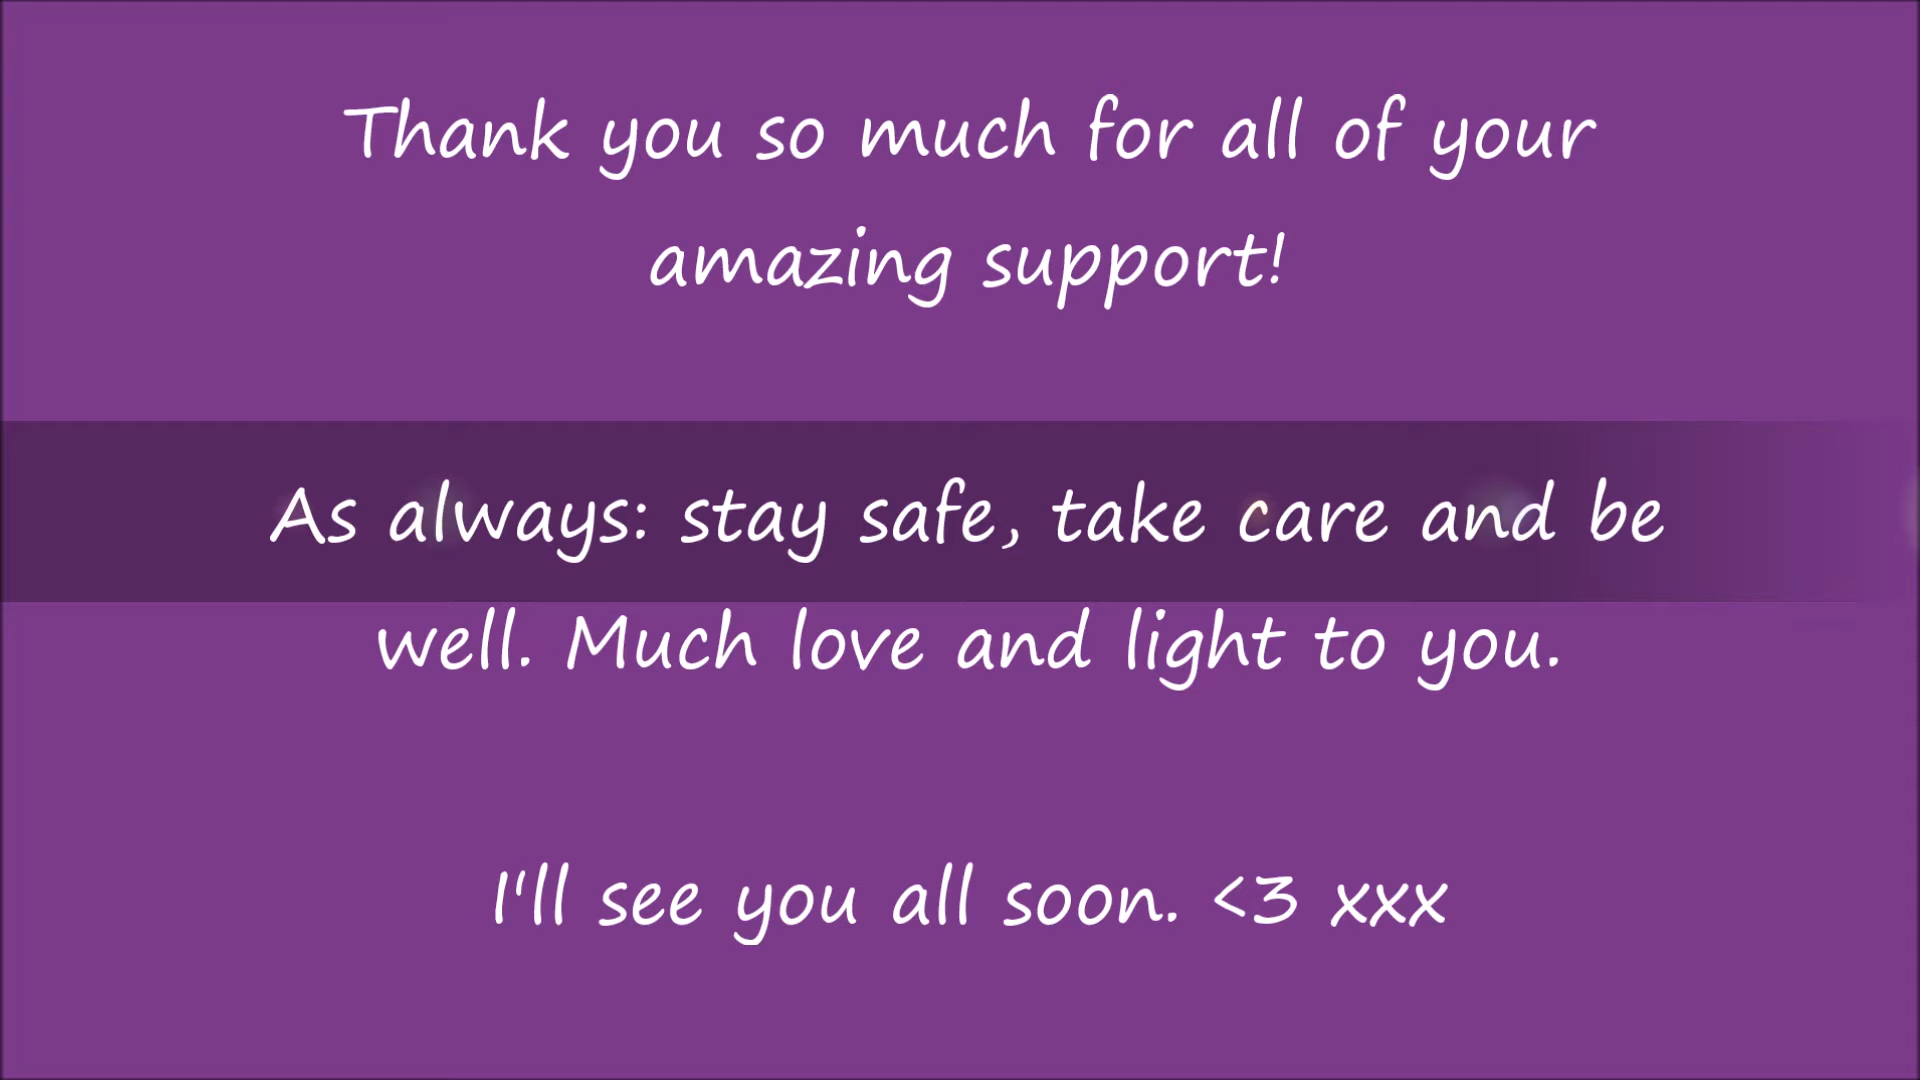 Thank you so much for all of your
amazing support!
As always: stay safe, take care and be
well. Much love and light to you.
I'll see you all soon. <3 xxx